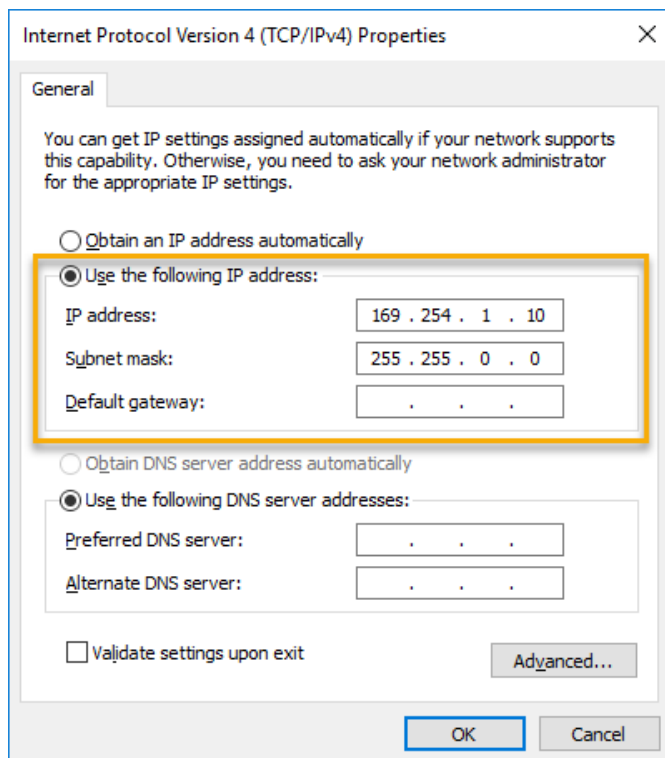 Internet Protocol Version 4 (TCP/IPv4) Properties
General
You can get IP settings assigned automatically if your network supports
this capability. Otherwise, you need to ask your network administrator
for the appropriate IP settings.
Obtain an IP address automatically
Use the following IP address:
IP address: 169 . 254 . 1 . 10
Subnet mask: 255 . 255 . 0 . 0
Default gateway: . . .
Obtain DNS server address automatically
Use the following DNS server addresses:
Preferred DNS server: . . .
Alternate DNS server: . . .
Validate settings upon exit
Advanced...
OK Cancel